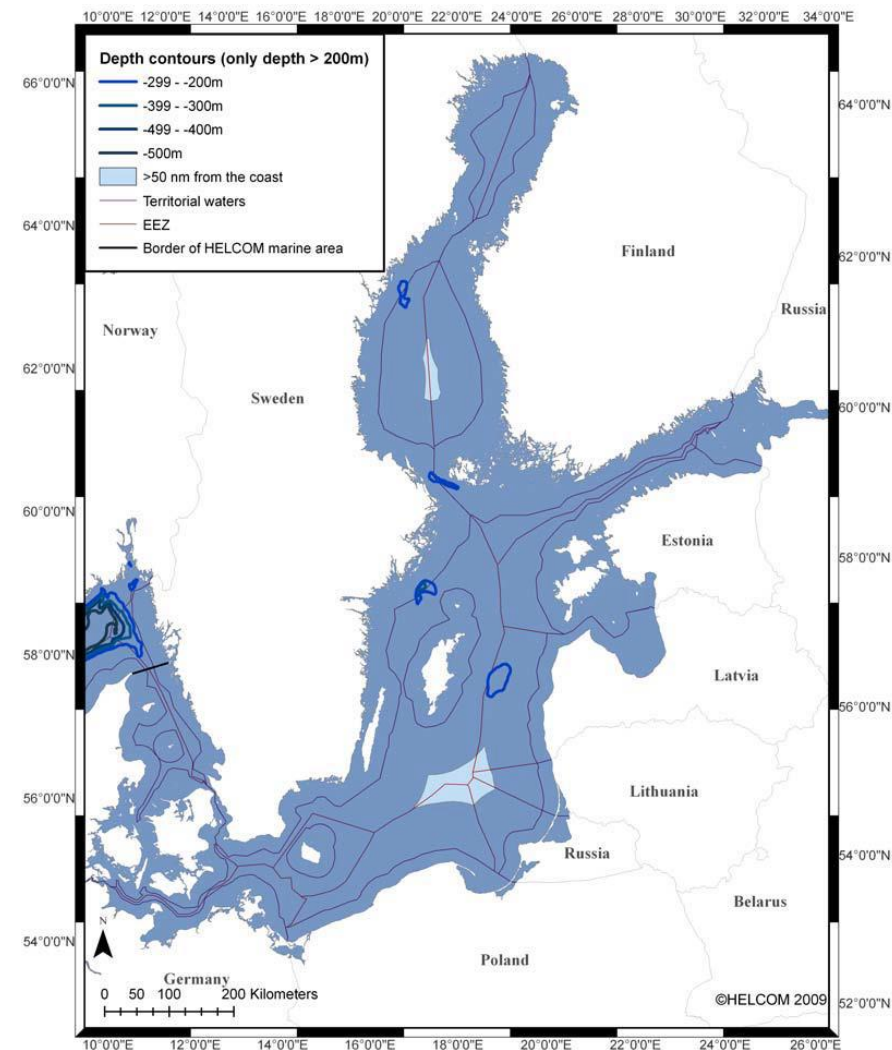 10°0'0"E 12°0'0"E 14°0'0"E 16°0'0"E 18°0'0"E 20°0'0"E 22°0'0"E 24°0'0"E 26°0'0"E 28°0'0"E 30°0'0"E 32°0'0"E 34°0'0"E
Depth contours (only depth > 200m)
-299 - -200m
-399 - -300m
-499 - -400m
-500m
>50 nm from the coast
Territorial waters
EEZ
Border of HELCOM marine area
66°0'0"N
64°0'0"N
64°0'0"N
Finland
62°0'0"N
Russia
Norway
62°0'0"N
Sweden
60°0'0"N
60°0'0"N
Estonia
58°0'0"N
58°0'0"N
Latvia
56°0'0"N
56°0'0"N
Lithuania
Russia
54°0'0"N
Belarus
54°0'0"N
N
Poland
Germany
0 50 100 200 Kilometers
©HELCOM 2009
52°0'0"N
10°0'0"E 12°0'0"E 14°0'0"E 16°0'0"E 18°0'0"E 20°0'0"E 22°0'0"E 24°0'0"E 26°0'0"E